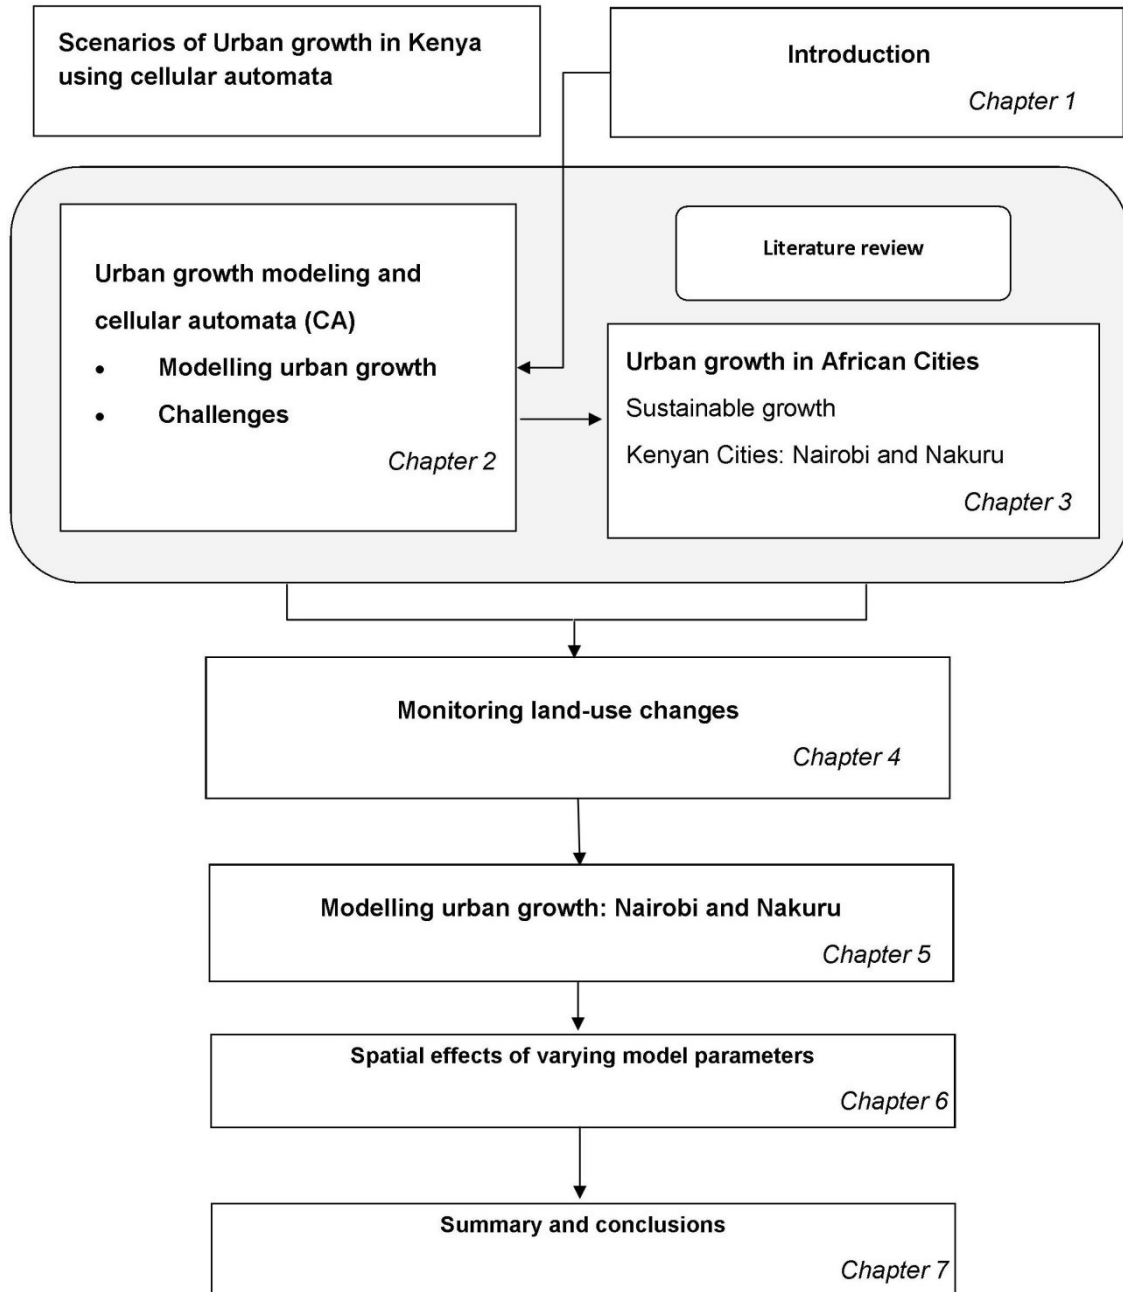 Scenarios of Urban growth in Kenya
using cellular automata
Introduction
Chapter 1
Urban growth modeling and
cellular automata (CA)
• Modelling urban growth
• Challenges
Chapter 2
Literature review
Urban growth in African Cities
Sustainable growth
Kenyan Cities: Nairobi and Nakuru
Chapter 3
Monitoring land-use changes
Chapter 4
Modelling urban growth: Nairobi and Nakuru
Chapter 5
Spatial effects of varying model parameters
Chapter 6
Summary and conclusions
Chapter 7